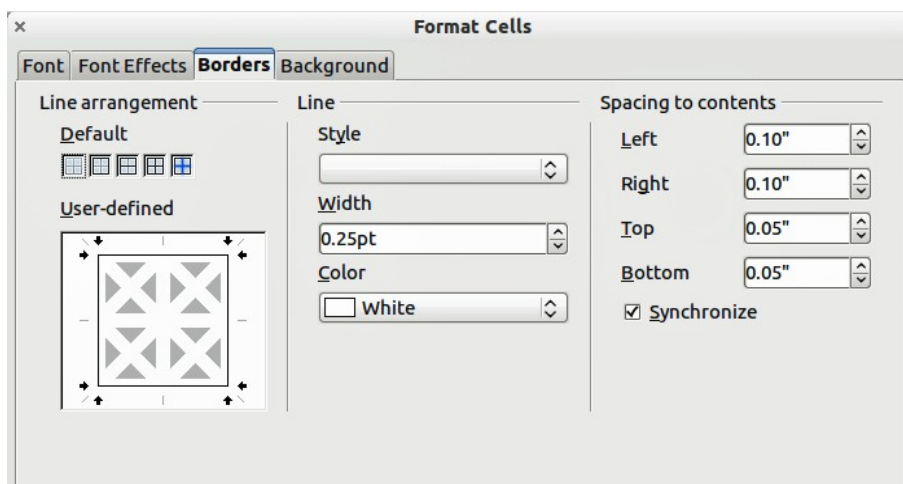 Format Cells
Font Font Effects Borders Background
Line arrangement
Default
User-defined
Line
Style
Width
0.25pt
Color
White
Spacing to contents
Left 0.10"
Right 0.10"
Top 0.05"
Bottom 0.05"
Synchronize